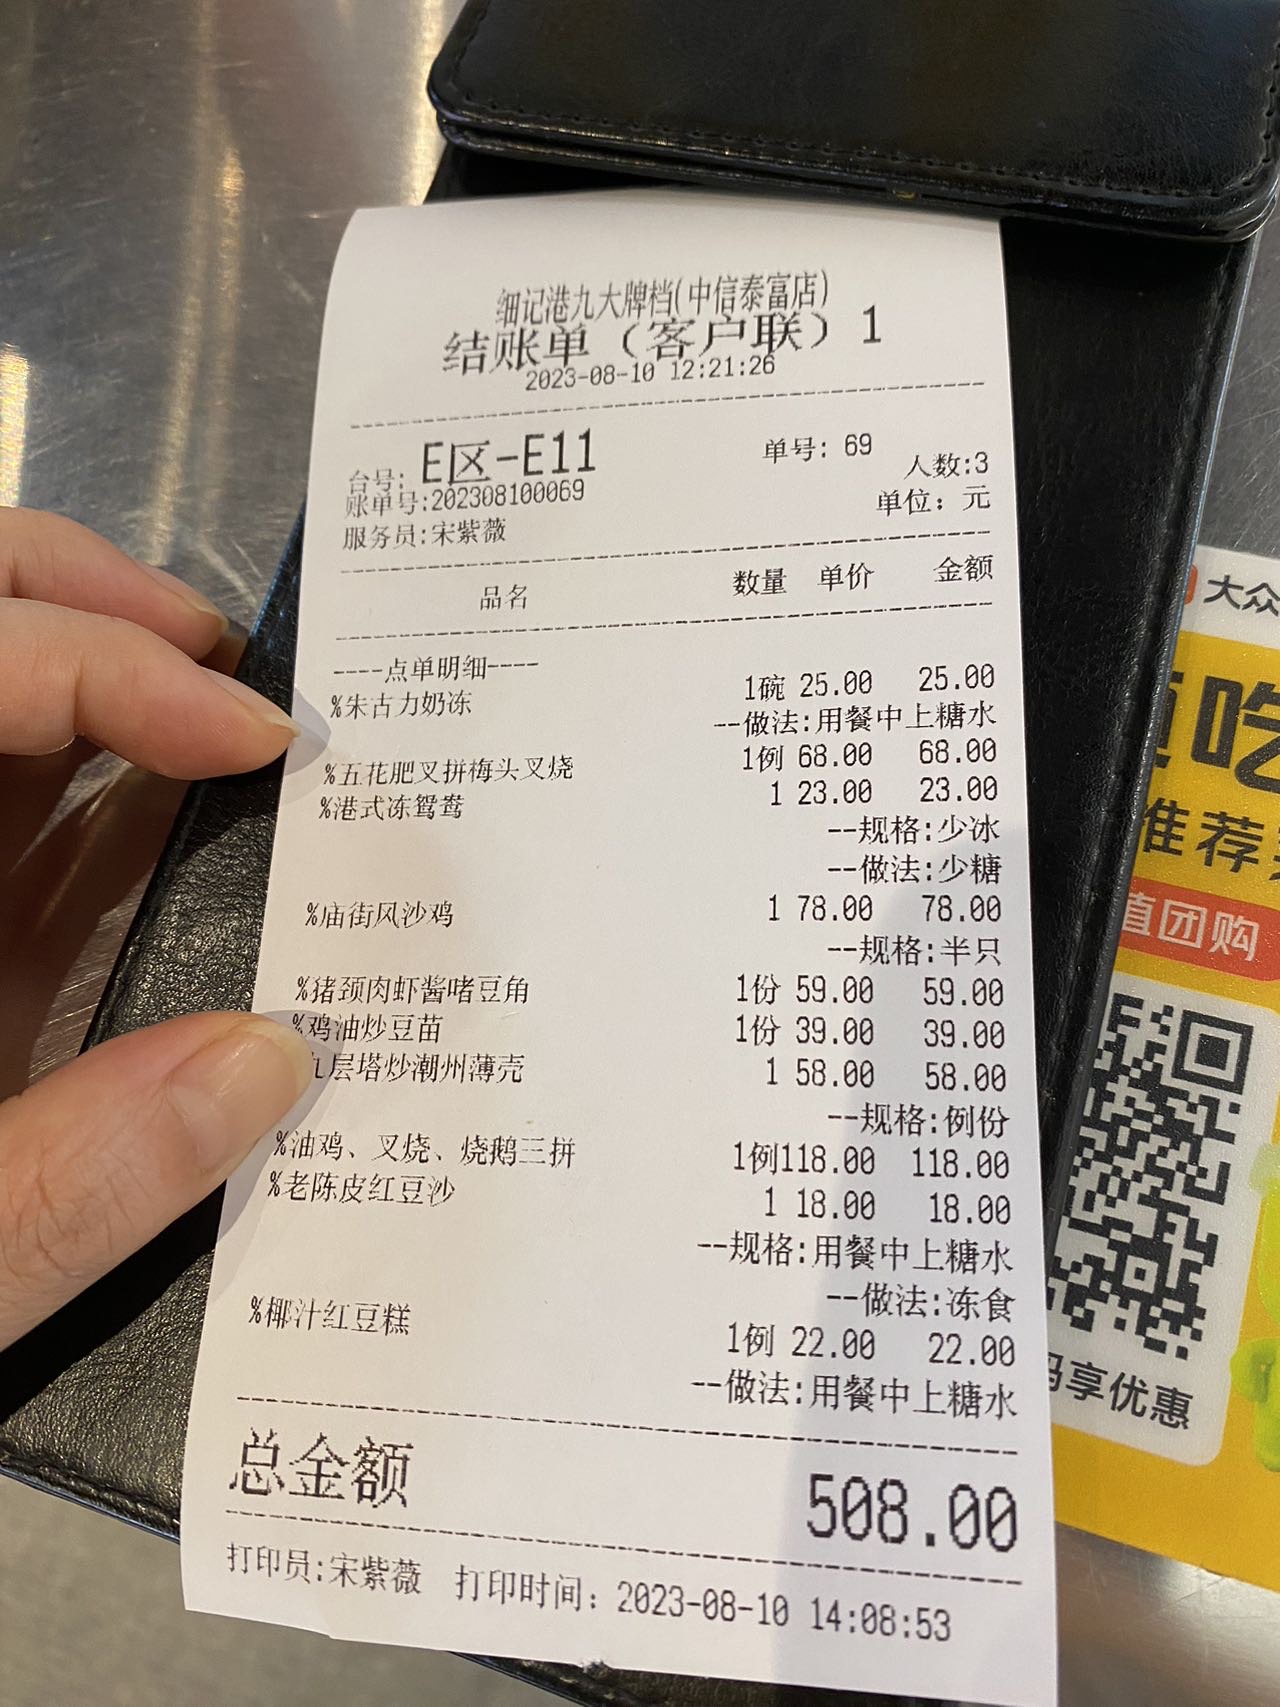 细记港九大牌档(中信泰富店)
结账单（客户联）1
2023-08-10 12:21:26
台号: E区-E11 单号: 69
人数:3
账单号:202308100069
单位: 元
服务员:宋紫薇
品名 数量 单价 金额
----点单明细----
%朱古力奶冻 1碗 25.00 25.00
--做法:用餐中上糖水
%五花肥叉拼梅头叉烧 1例 68.00 68.00
%港式冻鸳鸯 1 23.00 23.00
--规格:少冰
--做法:少糖
%庙街风沙鸡 1 78.00 78.00
--规格:半只
%猪颈肉虾酱啫豆角 1份 59.00 59.00
%鸡油炒豆苗 1份 39.00 39.00
九层塔炒潮州薄壳 1 58.00 58.00
--规格:例份
%油鸡、叉烧、烧鹅三拼 1例118.00 118.00
%老陈皮红豆沙 1 18.00 18.00
--规格:用餐中上糖水
--做法:冻食
%椰汁红豆糕 1例 22.00 22.00
--做法:用餐中上糖水
总金额 508.00
打印员:宋紫薇 打印时间: 2023-08-10 14:08:53
大众
吃
推荐
值团购
码享优惠